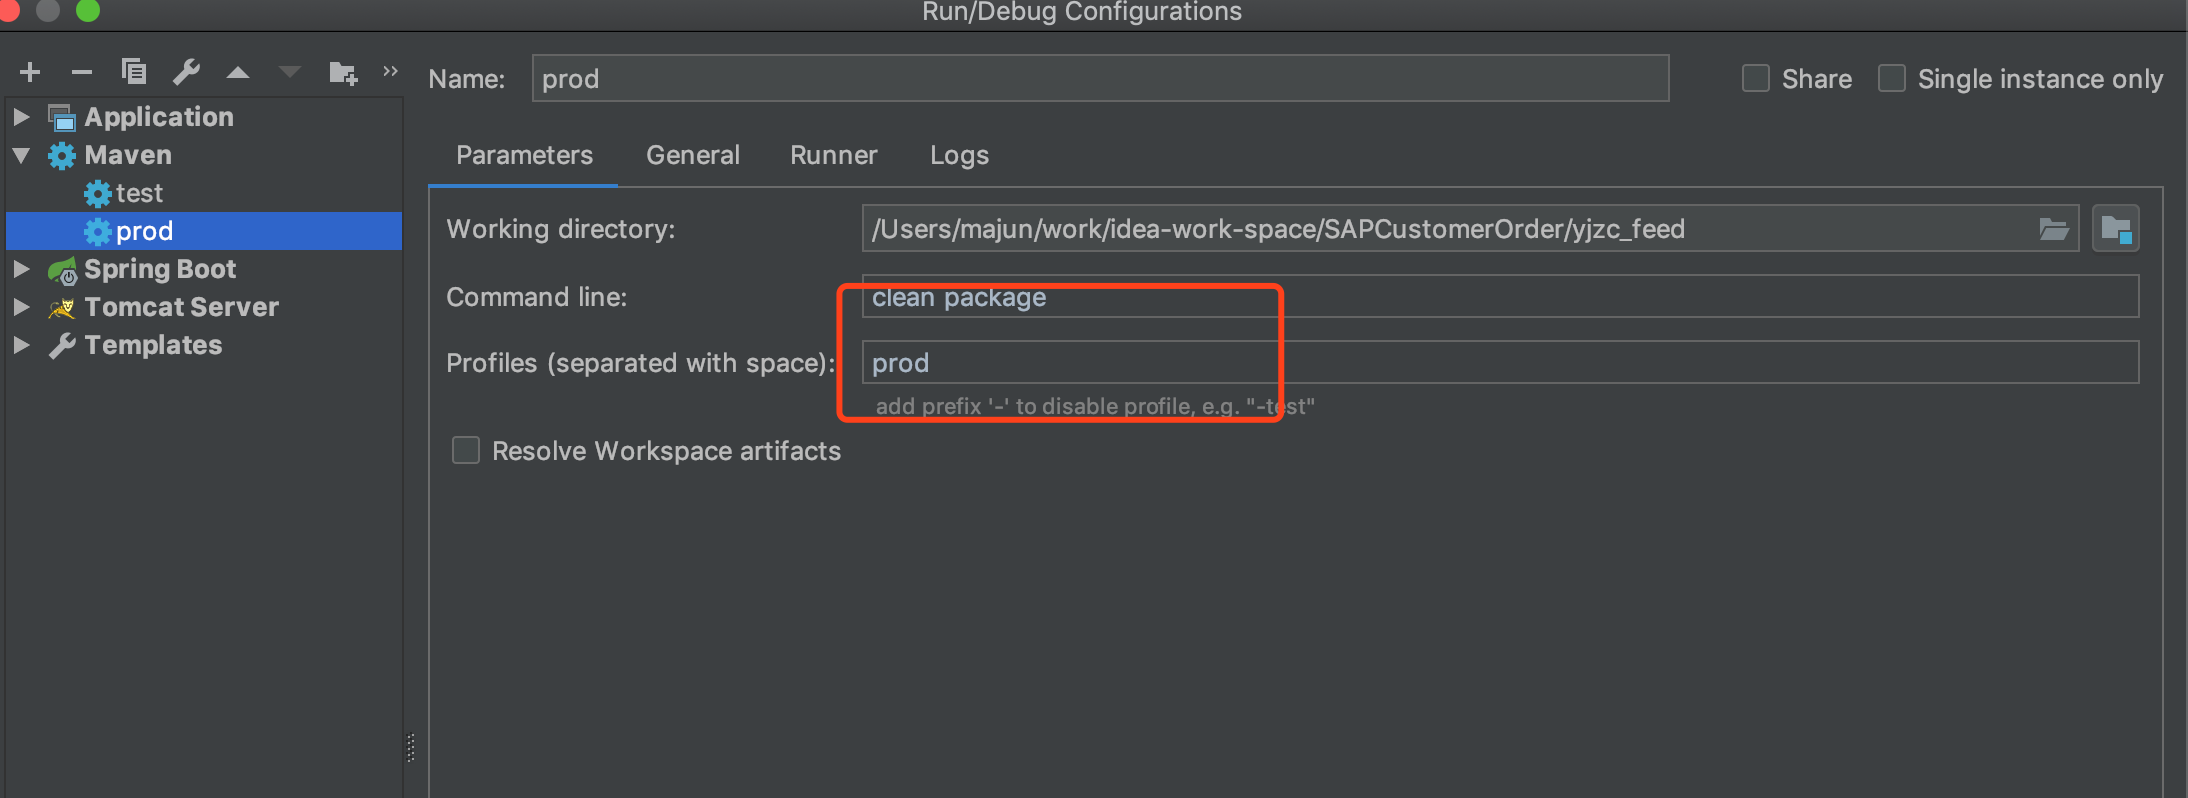 Run/Debug Configurations
Name: prod Share Single instance only
Application
Maven
test
prod
Spring Boot
Tomcat Server
Templates
Parameters General Runner Logs
Working directory: /Users/majun/work/idea-work-space/SAPCustomerOrder/yjzc_feed
Command line: clean package
Profiles (separated with space): prod
add prefix '-' to disable profile, e.g. "-test"
Resolve Workspace artifacts